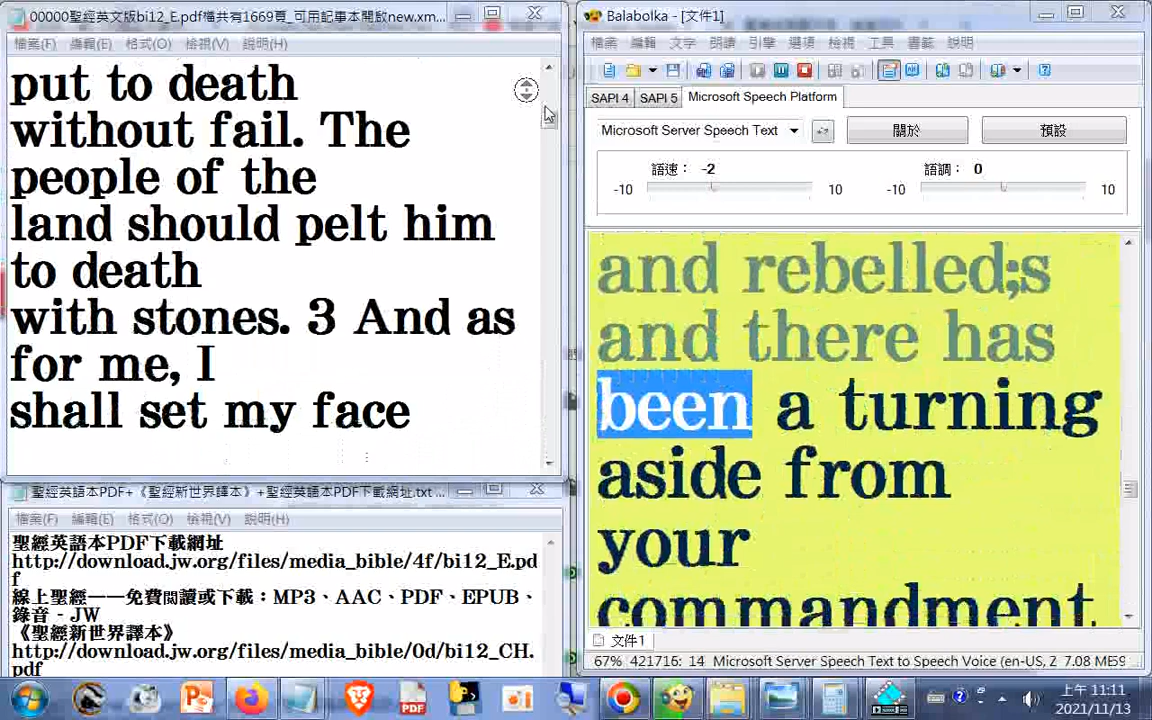 00000聖經英文版bi12_E.pdf檔共有1669頁_可用記事本開啟new.xm...
檔案(F) 編輯(E) 格式(O) 檢視(V) 說明(H)
put to death
without fail. The
people of the
land should pelt him
to death
with stones. 3 And as
for me, I
shall set my face
聖經英語本PDF+《聖經新世界譯本》+聖經英語本PDF下載網址.txt ...
檔案(F) 編輯(E) 格式(O) 檢視(V) 說明(H)
聖經英語本PDF下載網址
http://download.jw.org/files/media_bible/4f/bi12_E.pd
f
線上聖經——免費閱讀或下載：MP3、AAC、PDF、EPUB、
錄音 - JW
《聖經新世界譯本》
http://download.jw.org/files/media_bible/0d/bi12_CH.
pdf
Balabolka - [文件1]
檔案 編輯 文字 朗讀 引擎 選項 檢視 工具 書籤 說明
SAPI 4 SAPI 5 Microsoft Speech Platform
Microsoft Server Speech Text 關於 預設
語速： -2 語調： 0
-10 10 -10 10
and rebelled;s
and there has
been a turning
aside from
your
commandment
文件1
67% 421715: 14 Microsoft Server Speech Text to Speech Voice (en-US, Z 7.08 ME59
PDF
上午 11:11
2021/11/13